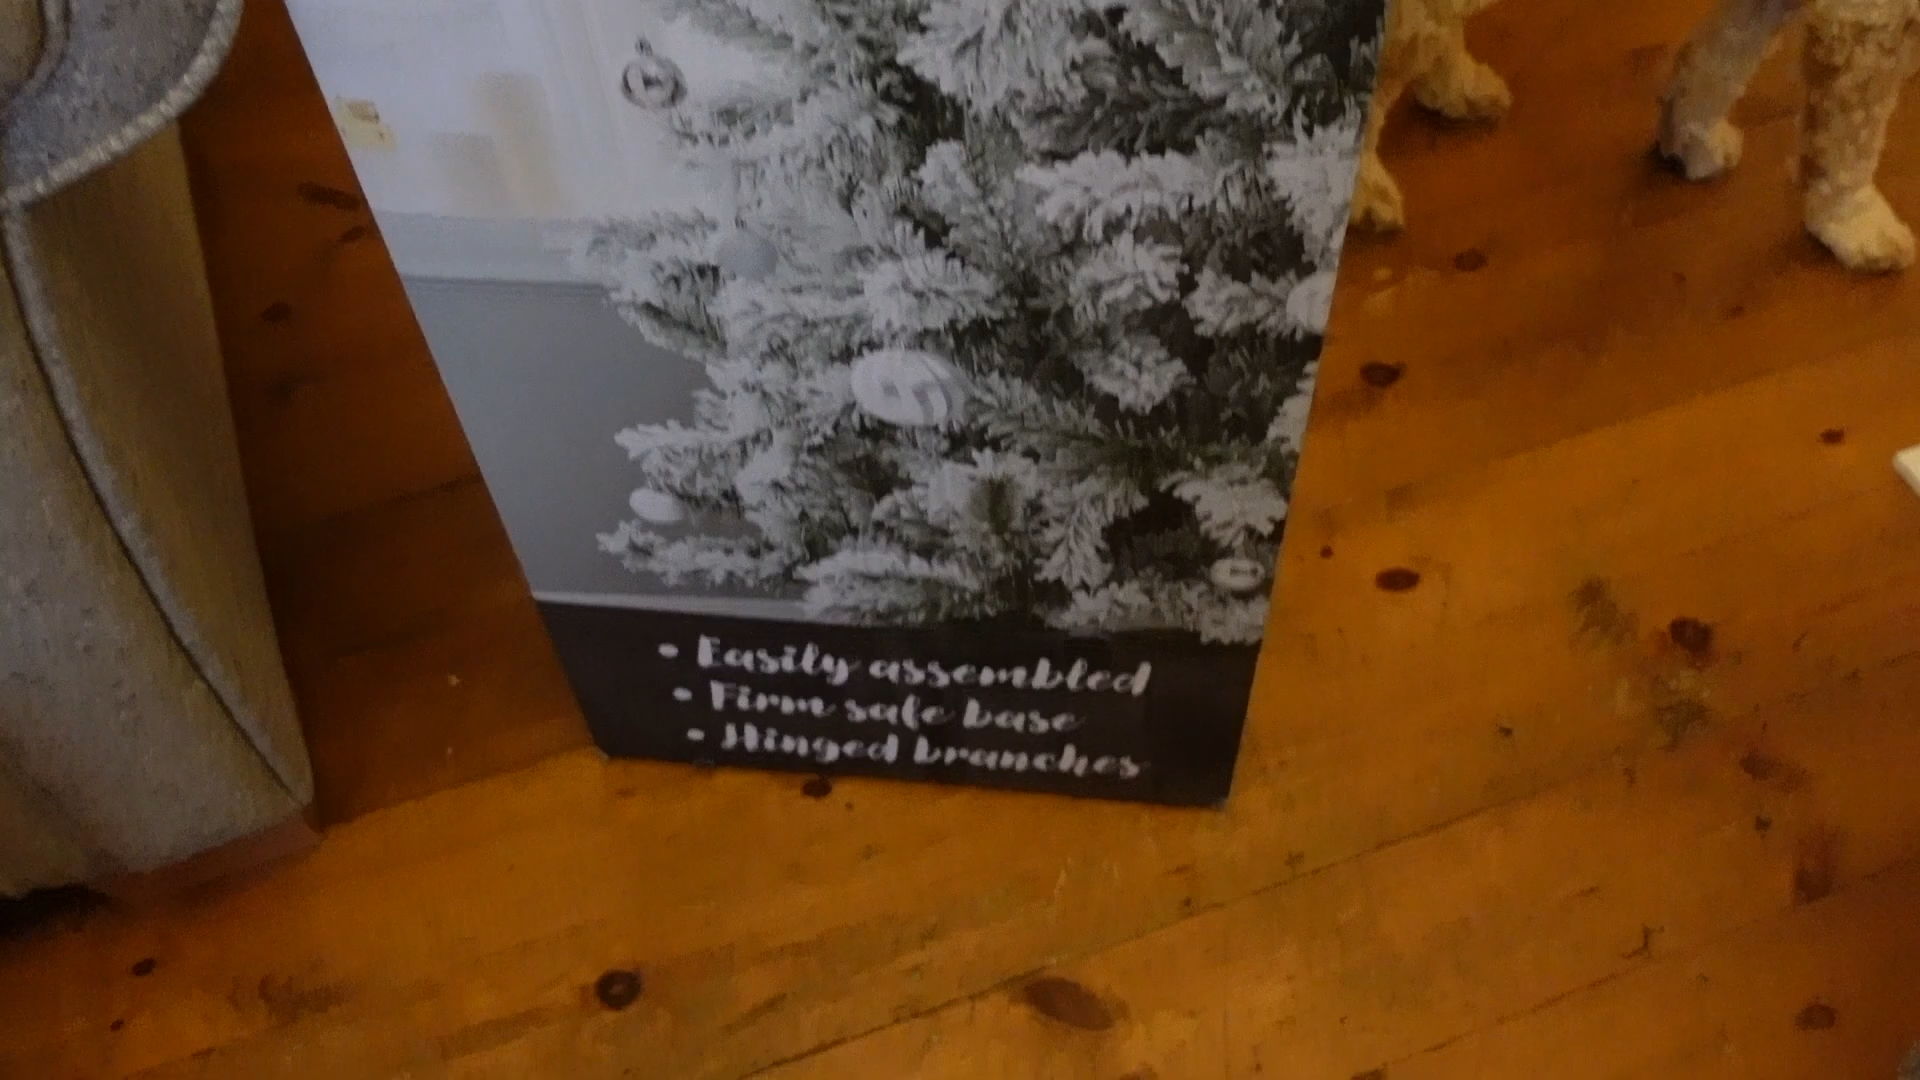 • Easily assembled
• Firm safe base
• Hinged branches